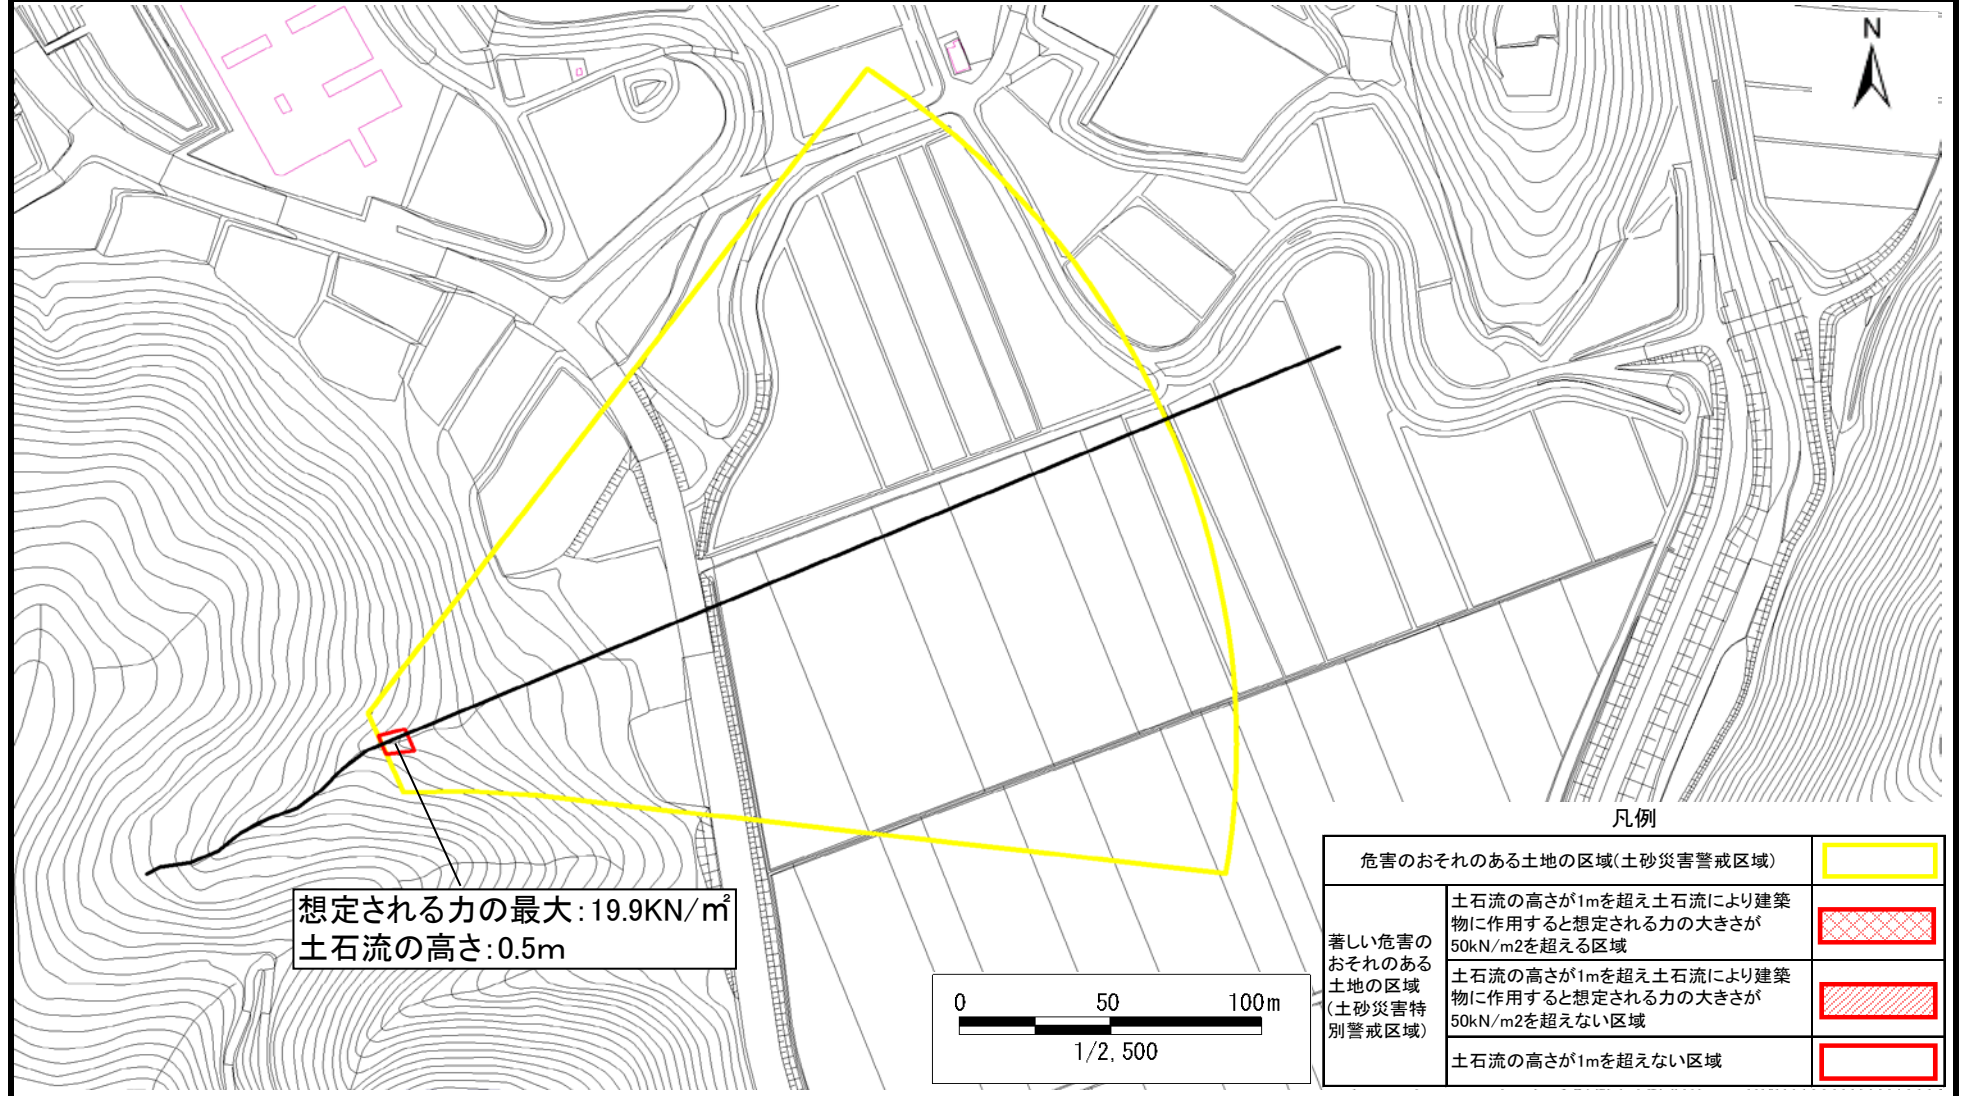 N
想定される力の最大:19.9KN/㎡
土石流の高さ:0.5m
0 50 100m
1/2,500
凡例
危害のおそれのある土地の区域(土砂災害警戒区域)
著しい危害の
おそれのある
土地の区域
(土砂災害特
別警戒区域)
土石流の高さが1mを超え土石流により建築
物に作用すると想定される力の大きさが
50kN/m2を超える区域
土石流の高さが1mを超え土石流により建築
物に作用すると想定される力の大きさが
50kN/m2を超えない区域
土石流の高さが1mを超えない区域